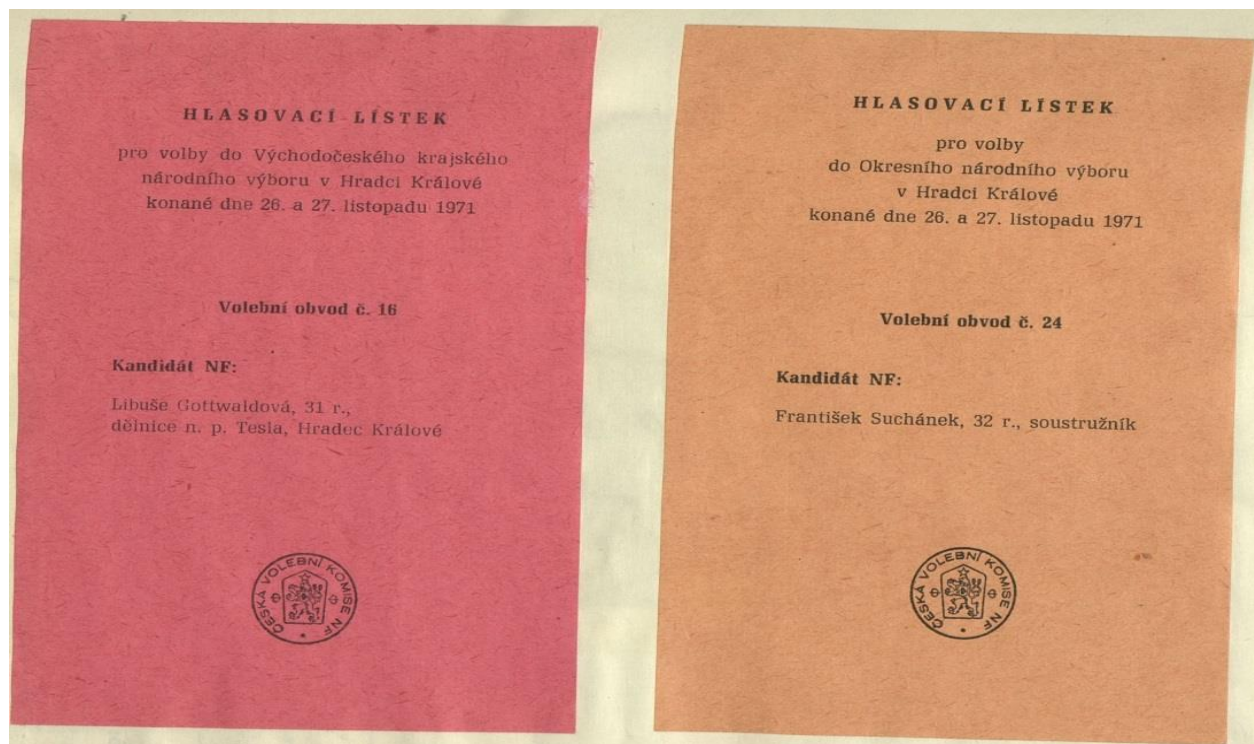 HLASOVACÍ LÍSTEK
pro volby do Východočeského krajského
národního výboru v Hradci Králové
konané dne 26. a 27. listopadu 1971
Volební obvod č. 16
Kandidát NF:
Libuše Gottwaldová, 31 r.,
dělnice n. p. Tesla, Hradec Králové
ČESKÁ VOLEBNÍ KOMISE NF
HLASOVACÍ LÍSTEK
pro volby
do Okresního národního výboru
v Hradci Králové
konané dne 26. a 27. listopadu 1971
Volební obvod č. 24
Kandidát NF:
František Suchánek, 32 r., soustružník
ČESKÁ VOLEBNÍ KOMISE NF